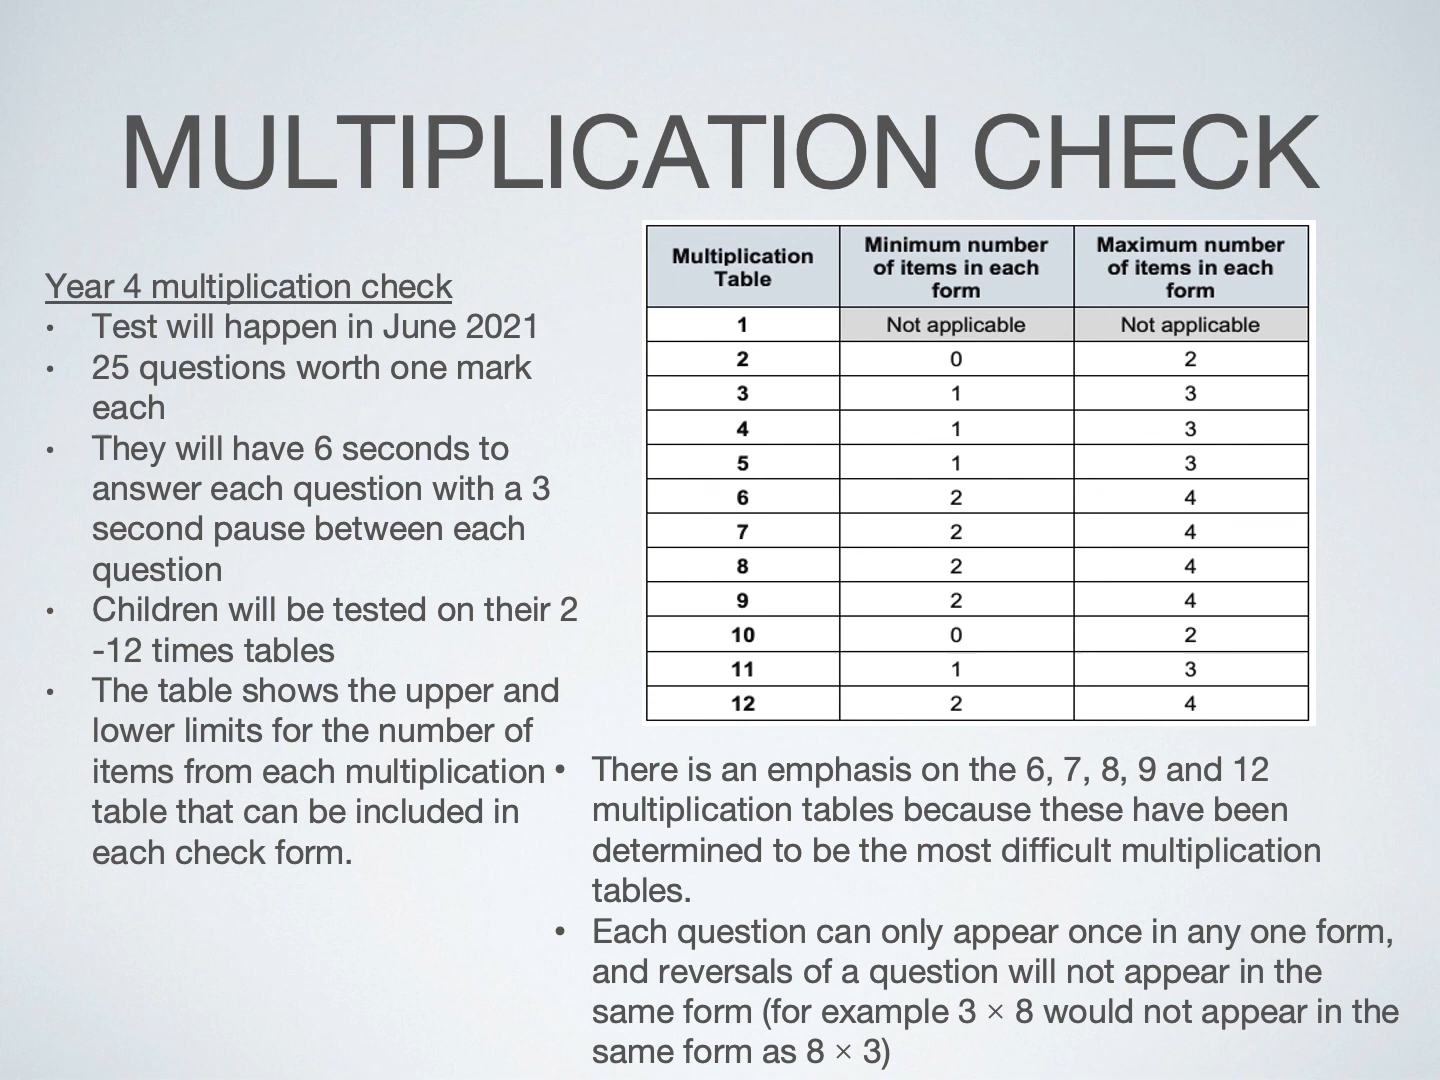 MULTIPLICATION CHECK
Year 4 multiplication check
• Test will happen in June 2021
• 25 questions worth one mark
each
• They will have 6 seconds to
answer each question with a 3
second pause between each
question
• Children will be tested on their 2
-12 times tables
• The table shows the upper and
lower limits for the number of
items from each multiplication
table that can be included in
each check form.
Multiplication Table | Minimum number of items in each form | Maximum number of items in each form
1 | Not applicable | Not applicable
2 | 0 | 2
3 | 1 | 3
4 | 1 | 3
5 | 1 | 3
6 | 2 | 4
7 | 2 | 4
8 | 2 | 4
9 | 2 | 4
10 | 0 | 2
11 | 1 | 3
12 | 2 | 4
• There is an emphasis on the 6, 7, 8, 9 and 12
multiplication tables because these have been
determined to be the most difficult multiplication
tables.
• Each question can only appear once in any one form,
and reversals of a question will not appear in the
same form (for example 3 × 8 would not appear in the
same form as 8 × 3)